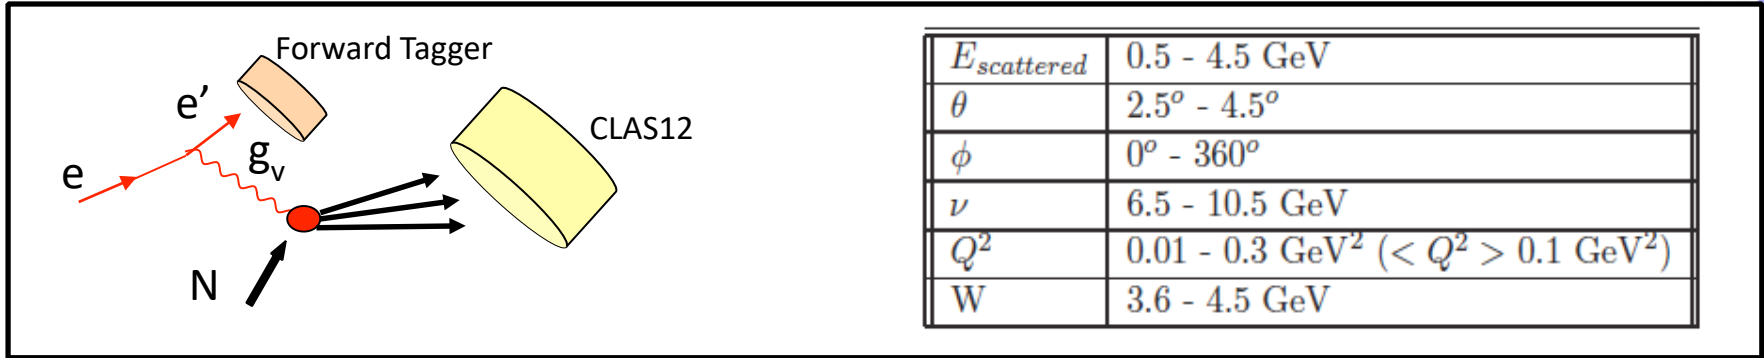 Forward Tagger
e’
CLAS12
g_v
e
N
E_scattered 0.5 - 4.5 GeV
θ 2.5° - 4.5°
ϕ 0° - 360°
ν 6.5 - 10.5 GeV
Q² 0.01 - 0.3 GeV² (< Q² > 0.1 GeV²)
W 3.6 - 4.5 GeV